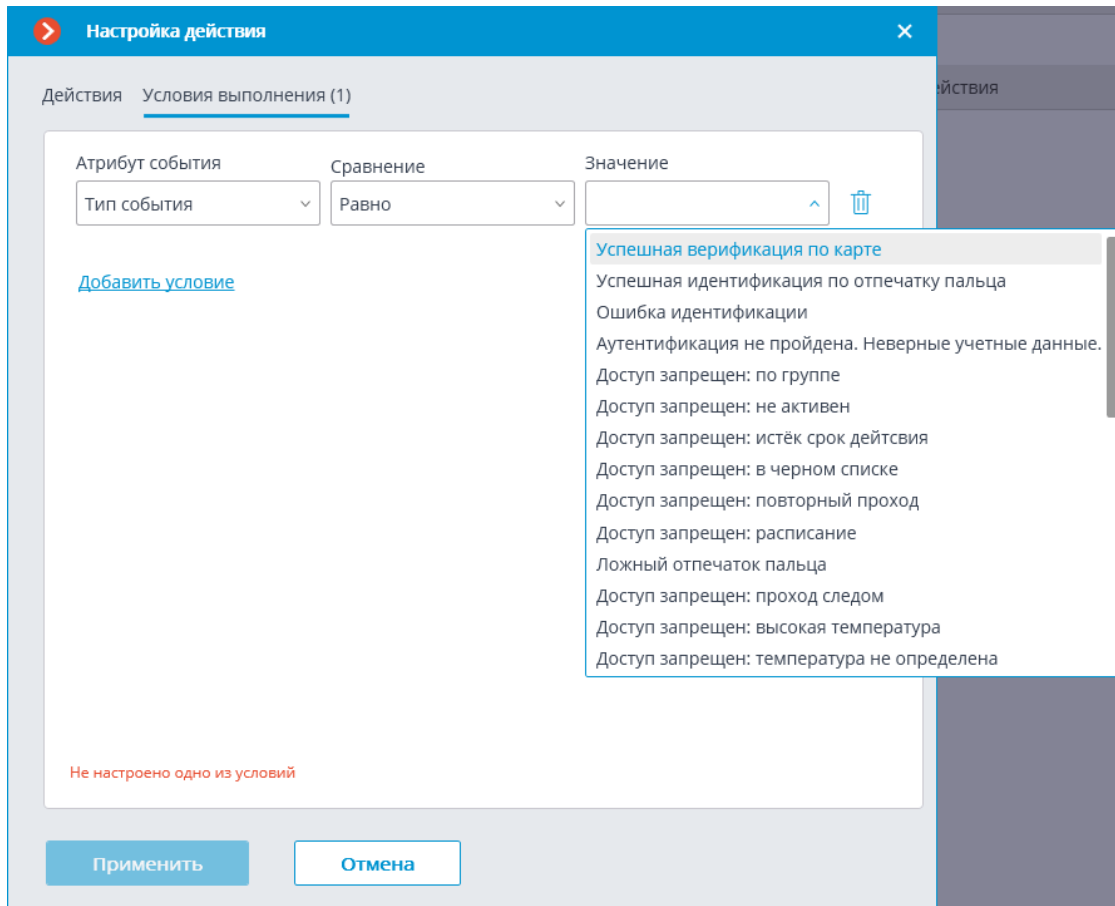 Настройка действия
Действия Условия выполнения (1)
йствия
Атрибут события Сравнение Значение
Тип события Равно
Успешная верификация по карте
Добавить условие
Успешная идентификация по отпечатку пальца
Ошибка идентификации
Аутентификация не пройдена. Неверные учетные данные.
Доступ запрещен: по группе
Доступ запрещен: не активен
Доступ запрещен: истёк срок дейтсвия
Доступ запрещен: в черном списке
Доступ запрещен: повторный проход
Доступ запрещен: расписание
Ложный отпечаток пальца
Доступ запрещен: проход следом
Доступ запрещен: высокая температура
Доступ запрещен: температура не определена
Не настроено одно из условий
Применить Отмена